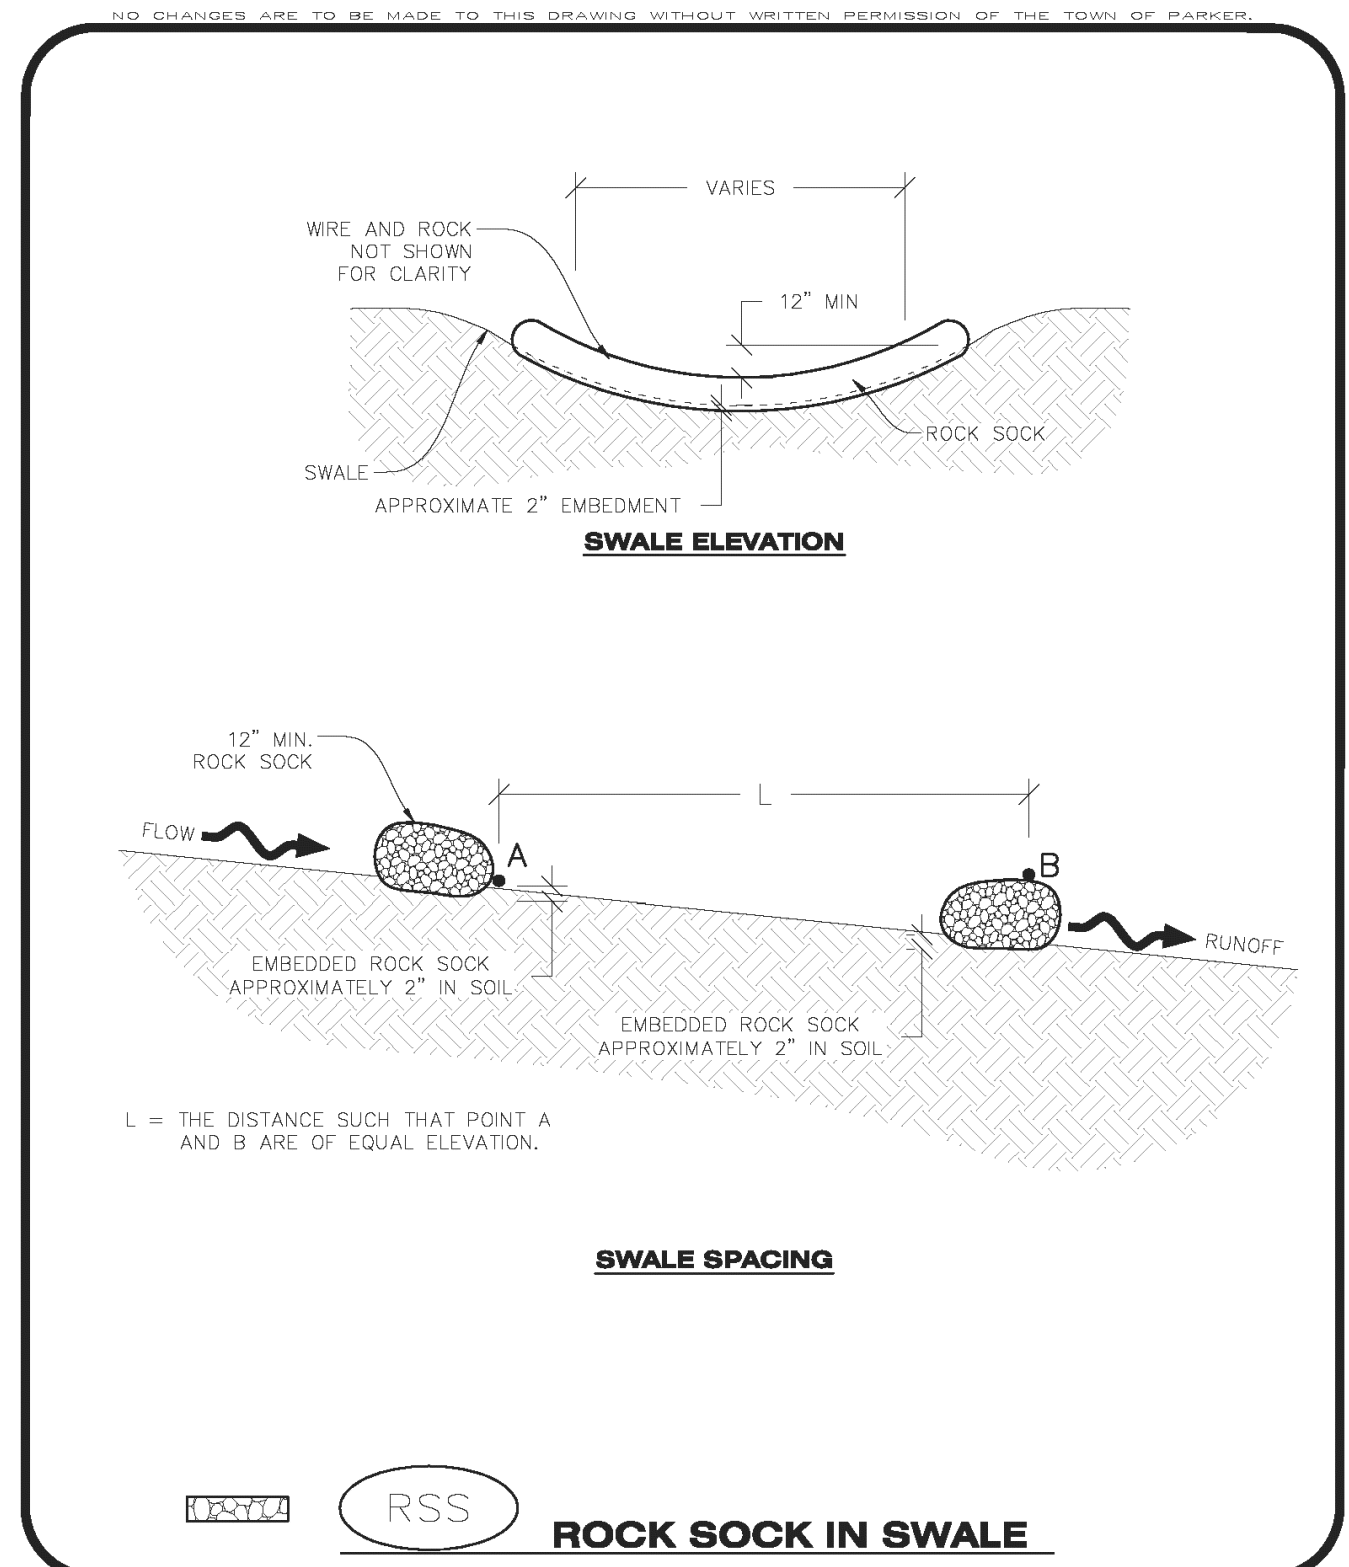 NO CHANGES ARE TO BE MADE TO THIS DRAWING WITHOUT WRITTEN PERMISSION OF THE TOWN OF PARKER.
VARIES
WIRE AND ROCK
NOT SHOWN
FOR CLARITY
12" MIN
ROCK SOCK
SWALE
APPROXIMATE 2" EMBEDMENT
SWALE ELEVATION
12" MIN.
ROCK SOCK
L
FLOW
A
B
RUNOFF
EMBEDDED ROCK SOCK
APPROXIMATELY 2" IN SOIL
EMBEDDED ROCK SOCK
APPROXIMATELY 2" IN SOIL
L = THE DISTANCE SUCH THAT POINT A
AND B ARE OF EQUAL ELEVATION.
SWALE SPACING
RSS
ROCK SOCK IN SWALE